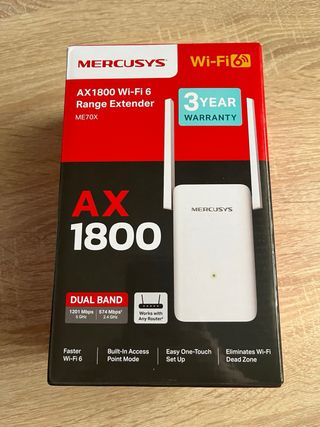 MERCUSYS
Wi-Fi 6
AX1800 Wi-Fi 6
Range Extender
ME70X
3 YEAR
WARRANTY
AX
1800
MERCUSYS
DUAL BAND
1201 Mbps
5 GHz
574 Mbps†
2.4 GHz
Works with
Any Router†
Faster
Wi-Fi 6
Built-In Access
Point Mode
Easy One-Touch
Set Up
Eliminates Wi-Fi
Dead Zone